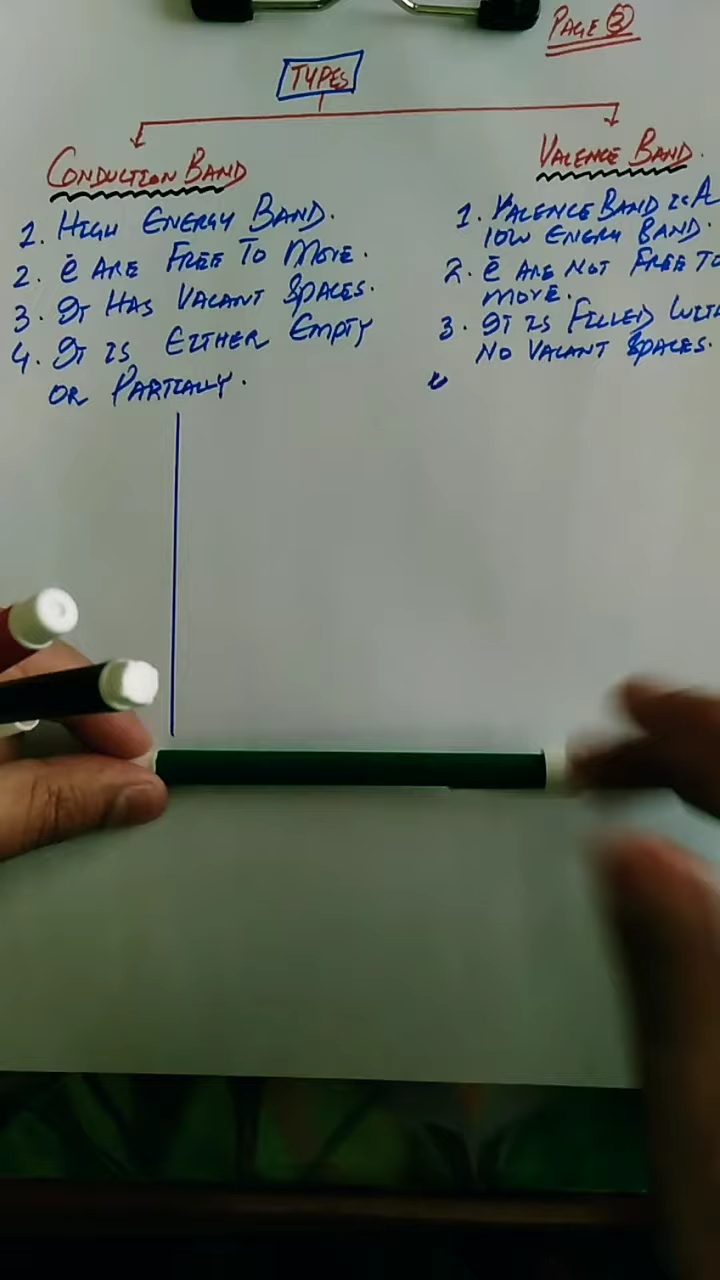 PAGE 3
TYPES
CONDUCTION BAND
1. HIGH ENERGY BAND.
2. ē ARE FREE TO MOVE.
3. It HAS VACANT SPACES.
4. It IS EITHER EMPTY
OR PARTIALLY.
VALENCE BAND.
1. VALENCE BAND IS A
LOW ENERGY BAND.
2. ē ARE NOT FREE TO
MOVE.
3. It IS FILLED WITH
NO VACANT SPACES.